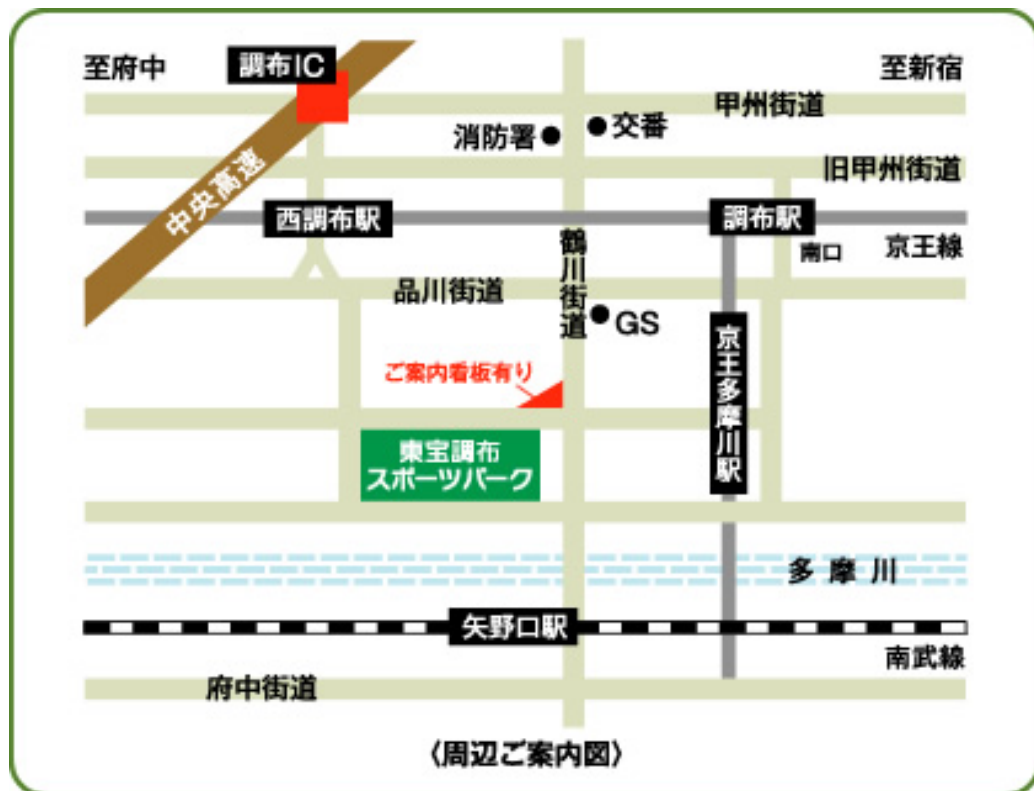 至府中
調布IC
至新宿
甲州街道
消防署
交番
旧甲州街道
中央高速
西調布駅
調布駅
南口
京王線
鶴川街道
品川街道
GS
京王多摩川駅
ご案内看板有り
東宝調布
スポーツパーク
多摩川
矢野口駅
南武線
府中街道
〈周辺ご案内図〉